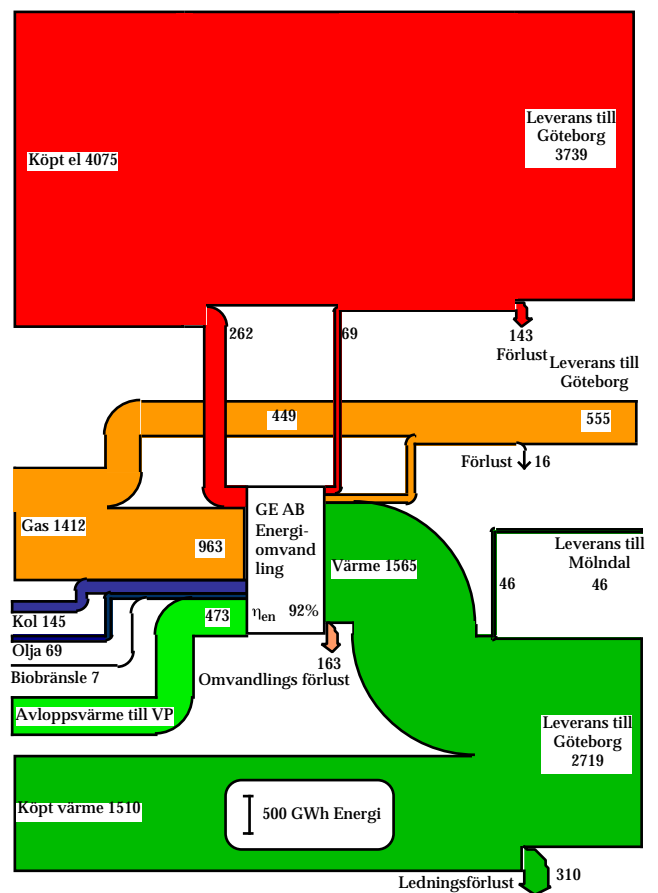 Köpt el 4075
Leverans till
Göteborg
3739
262
69
143
Förlust
Leverans till
Göteborg
449
555
Förlust
16
Gas 1412
963
GE AB
Energi-
omvand
ling
ηen 92%
Värme 1565
Leverans till
Mölndal
46
46
Kol 145
Olja 69
Biobränsle 7
473
163
Omvandlings förlust
Avloppsvärme till VP
Leverans till
Göteborg
2719
Köpt värme 1510
500 GWh Energi
Ledningsförlust
310